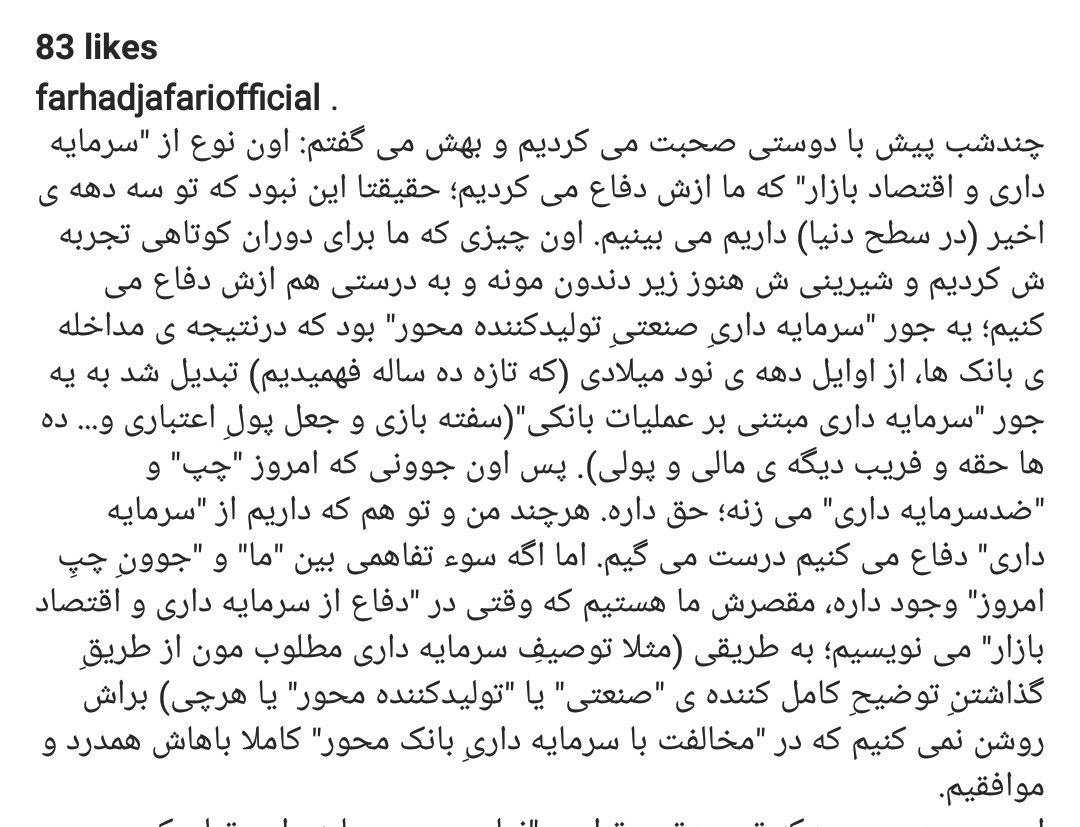 83 likes
farhadjafariofficial .
چندشب پیش با دوستی صحبت می کردیم و بهش می گفتم: اون نوع از "سرمایه
داری و اقتصاد بازار" که ما ازش دفاع می کردیم؛ حقیقتا این نبود که تو سه دهه ی
اخیر (در سطح دنیا) داریم می بینیم. اون چیزی که ما برای دوران کوتاهی تجربه
ش کردیم و شیرینی ش هنوز زیر دندون مونه و به درستی هم ازش دفاع می
کنیم؛ یه جور "سرمایه داریِ صنعتیِ تولیدکننده محور" بود که درنتیجه ی مداخله
ی بانک ها، از اوایل دهه ی نود میلادی (که تازه ده ساله فهمیدیم) تبدیل شد به یه
جور "سرمایه داری مبتنی بر عملیات بانکی"(سفته بازی و جعل پولِ اعتباری و... ده
ها حقه و فریب دیگه ی مالی و پولی). پس اون جوونی که امروز "چپ" و
"ضدسرمایه داری" می زنه؛ حق داره. هرچند من و تو هم که داریم از "سرمایه
داری" دفاع می کنیم درست می گیم. اما اگه سوء تفاهمی بین "ما" و "جوونِ چپِ
امروز" وجود داره، مقصرش ما هستیم که وقتی در "دفاع از سرمایه داری و اقتصاد
بازار" می نویسیم؛ به طریقی (مثلا توصیفِ سرمایه داری مطلوب مون از طریقِ
گذاشتنِ توضیحِ کامل کننده ی "صنعتی" یا "تولیدکننده محور" یا هرچی) براش
روشن نمی کنیم که در "مخالفت با سرمایه داریِ بانک محور" کاملا باهاش همدرد و
موافقیم.